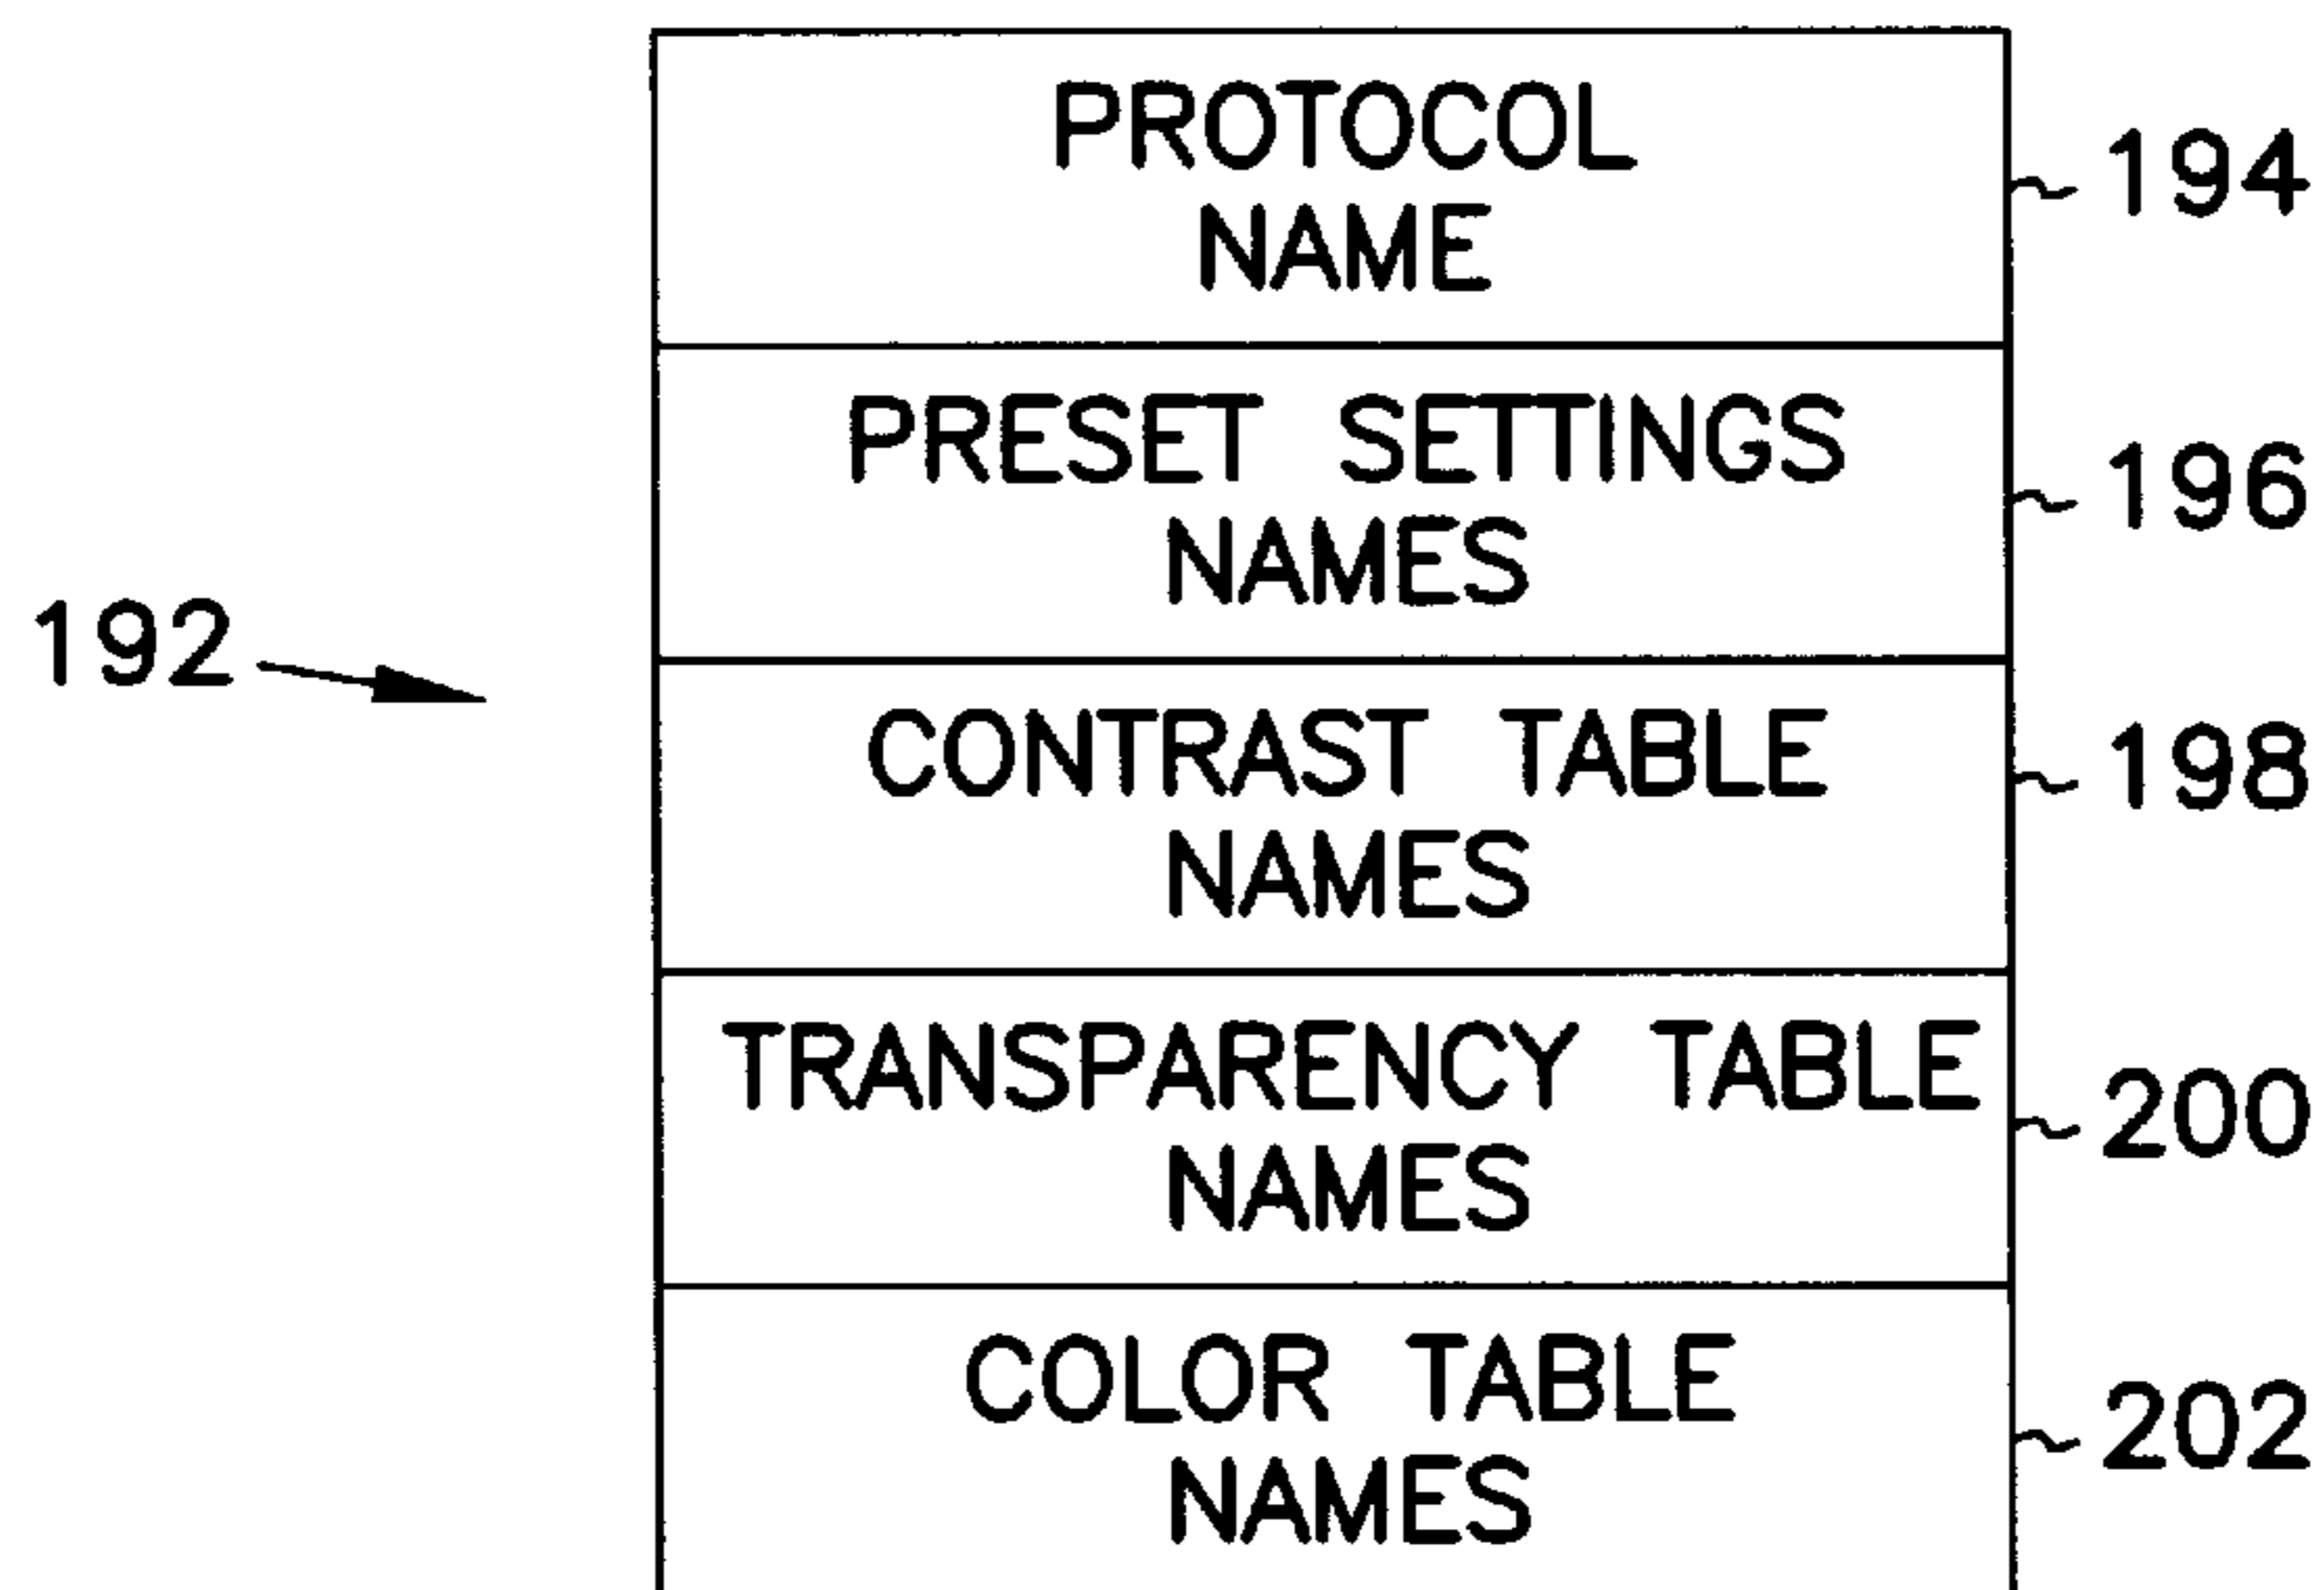 PROTOCOL
NAME
194
PRESET SETTINGS
NAMES
196
192
CONTRAST TABLE
NAMES
198
TRANSPARENCY TABLE
NAMES
200
COLOR TABLE
NAMES
202